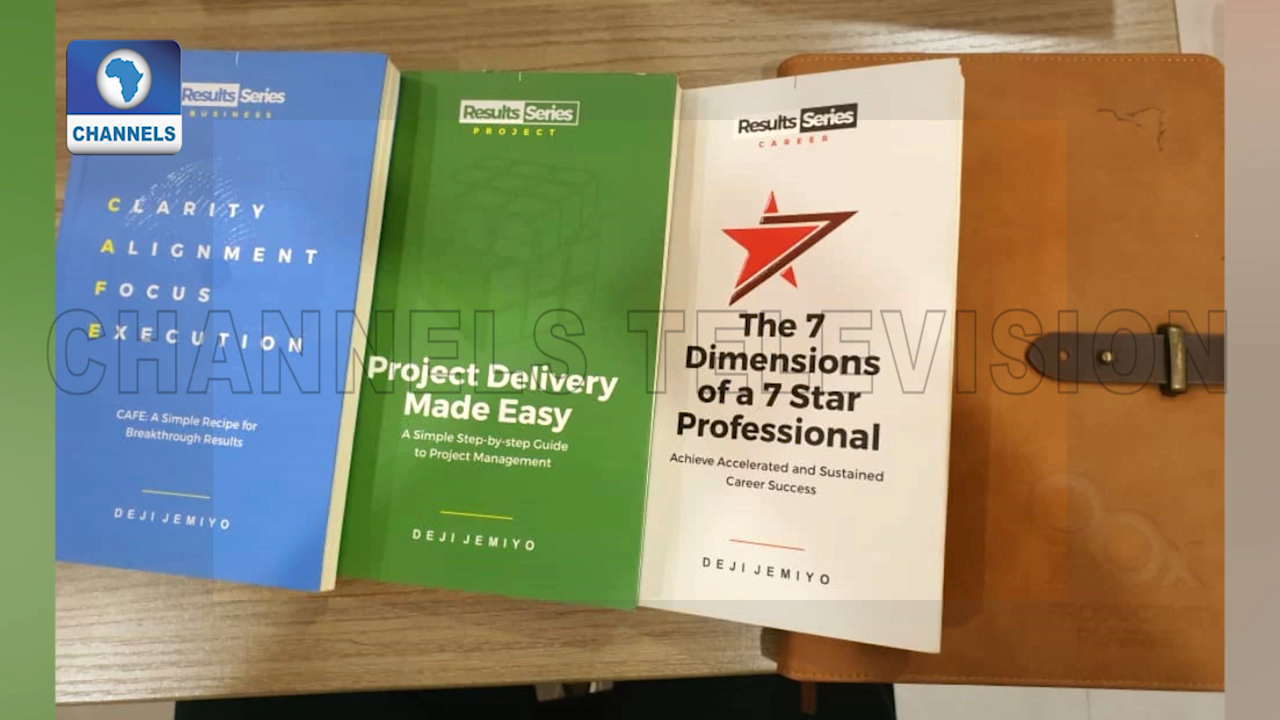 CHANNELS
Results Series
BUSINESS
CLARITY
ALIGNMENT
FOCUS
EXECUTION
CAFE: A Simple Recipe for
Breakthrough Results
DEJI JEMIYO
Results Series
PROJECT
Project Delivery
Made Easy
A Simple Step-by-step Guide
to Project Management
DEJI JEMIYO
Results Series
CAREER
The 7
Dimensions
of a 7 Star
Professional
Achieve Accelerated and Sustained
Career Success
DEJI JEMIYO
CHANNELS TELEVISION